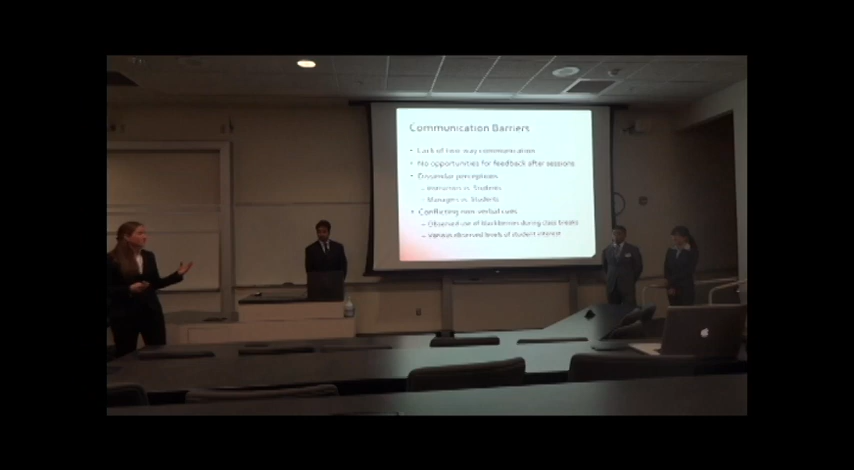 Communication Barriers
• Lack of two way communication
• No opportunities for feedback after sessions
• Dissimilar perceptions
– Instructors vs. Students
– Managers vs. Students
• Conflicting non-verbal cues
– Observed use of blackberries during class breaks
– Various observed levels of student interest